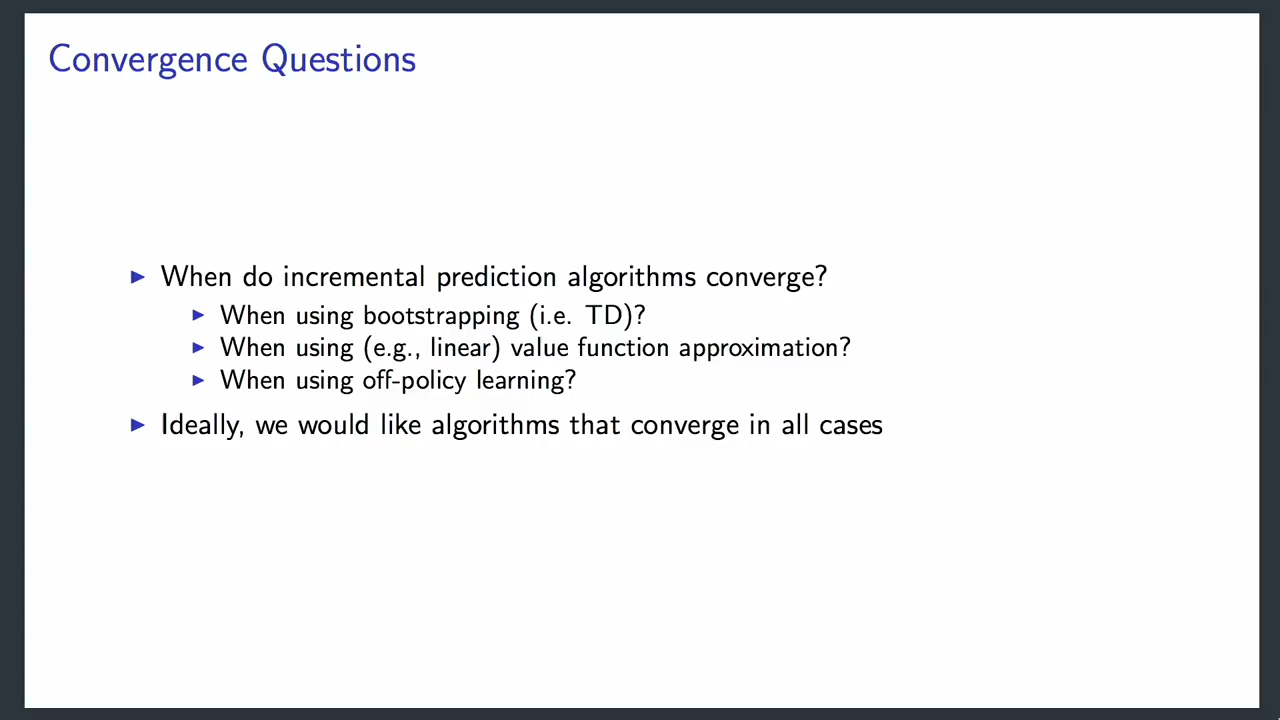 Convergence Questions
▶ When do incremental prediction algorithms converge?
▶ When using bootstrapping (i.e. TD)?
▶ When using (e.g., linear) value function approximation?
▶ When using off-policy learning?
▶ Ideally, we would like algorithms that converge in all cases